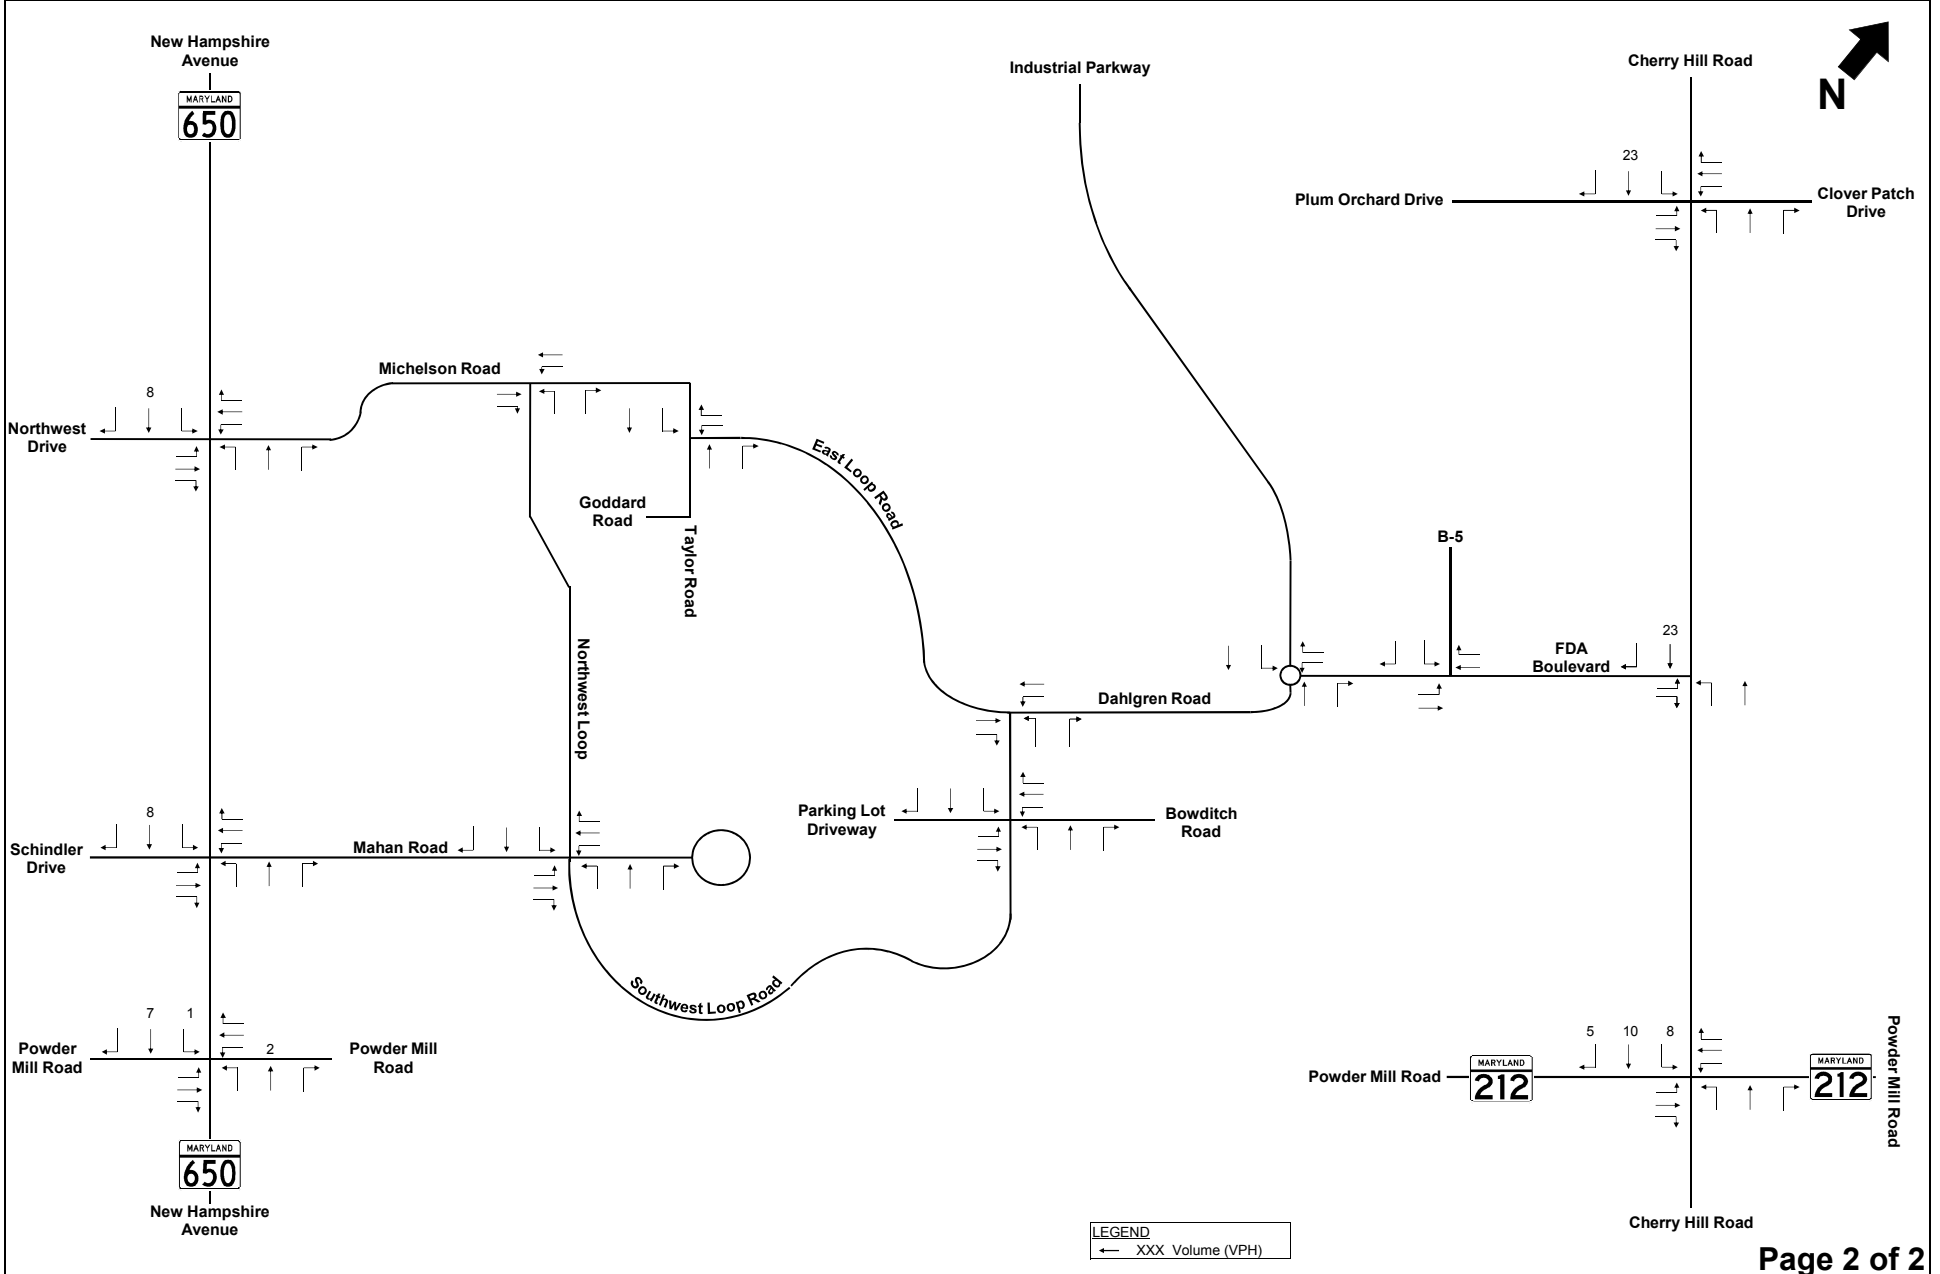 New Hampshire
Avenue
MARYLAND
650
Industrial Parkway
Cherry Hill Road
N
23
Plum Orchard Drive
Clover Patch
Drive
Michelson Road
8
Northwest
Drive
East Loop Road
Goddard
Road
Taylor Road
B-5
Northwest Loop
23
FDA
Boulevard
Dahlgren Road
8
Parking Lot
Driveway
Bowditch
Road
Schindler
Drive
Mahan Road
Southwest Loop Road
7 1
2
Powder
Mill Road
Powder Mill
Road
5 10 8
Powder Mill Road
MARYLAND
212
MARYLAND
212
Powder Mill Road
MARYLAND
650
New Hampshire
Avenue
Cherry Hill Road
LEGEND
XXX Volume (VPH)
Page 2 of 2